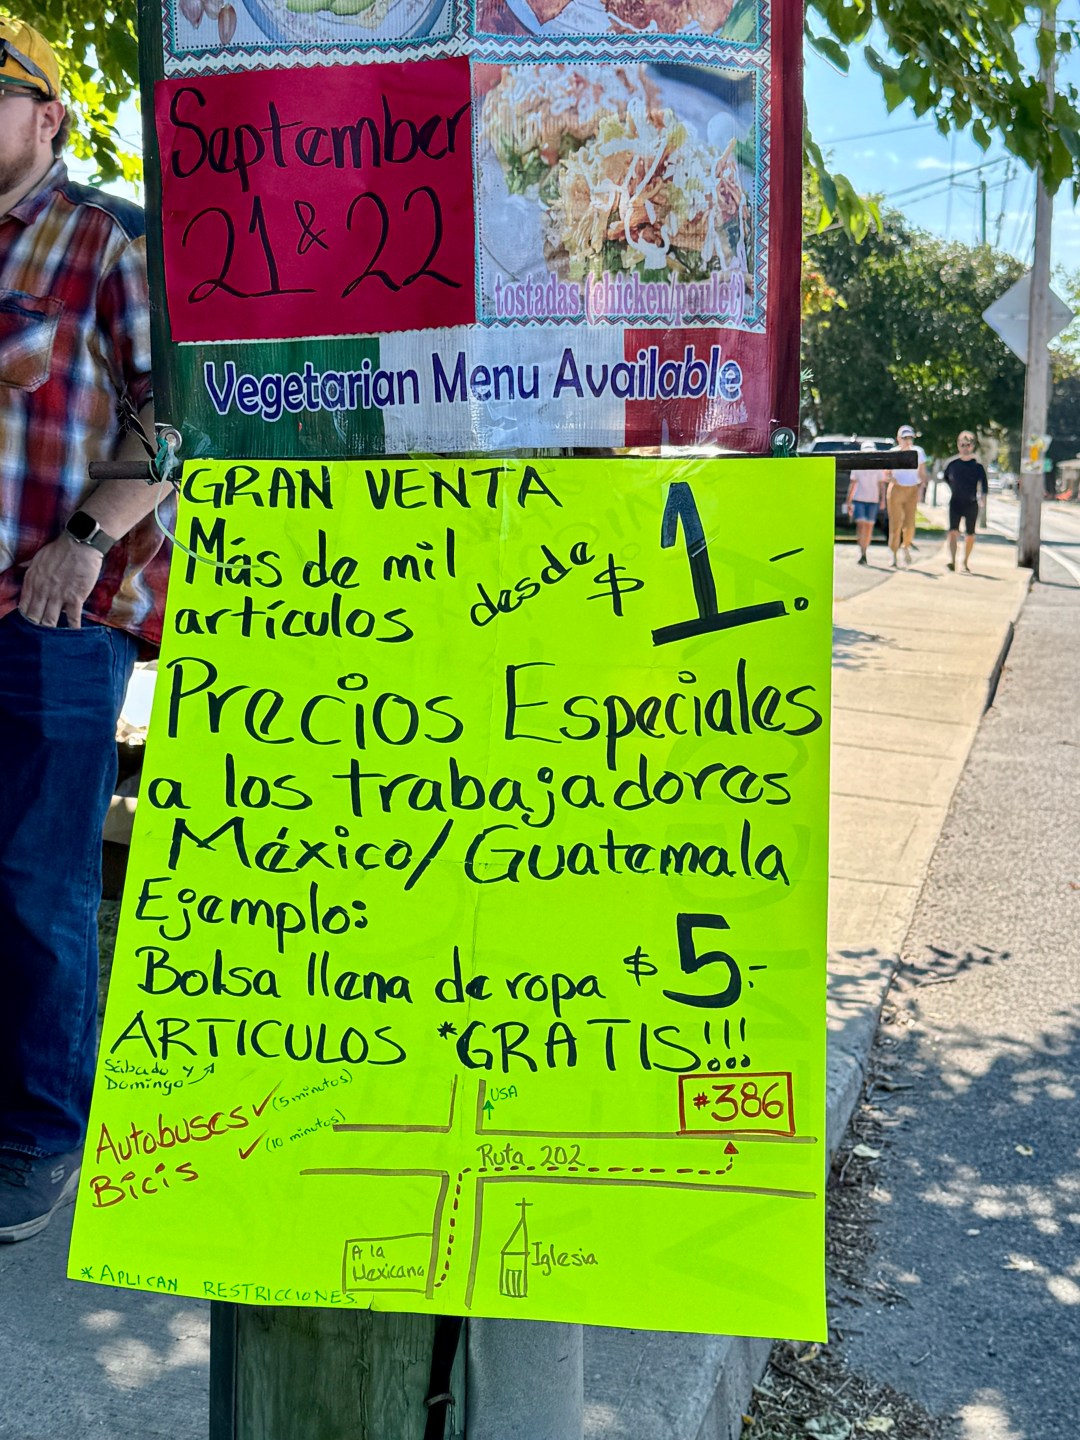 September
21 & 22
tostadas (chicken/poulet)
Vegetarian Menu Available
GRAN VENTA
Más de mil
artículos
desde $1.-
Precios Especiales
a los trabajadores
México/Guatemala
Ejemplo:
Bolsa llena de ropa $5.-
ARTICULOS *GRATIS!!!
Sábado y
Domingo
Autobuses ✓ (5 minutos)
Bicis ✓ (10 minutos)
USA
#386
Ruta 202
A la
Mexicana
Iglesia
*APLICAN RESTRICCIONES.